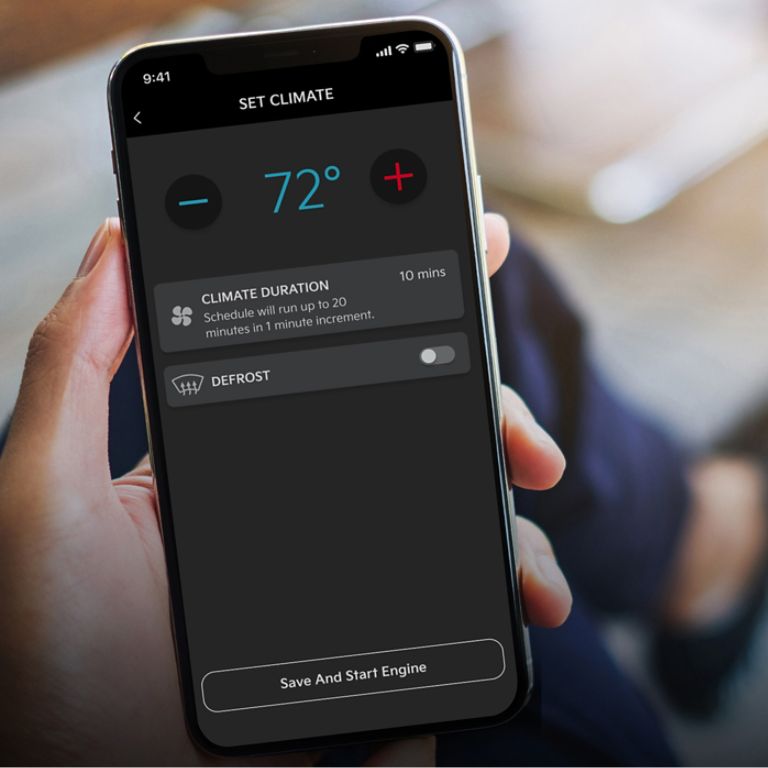 9:41
SET CLIMATE
72°
CLIMATE DURATION
10 mins
Schedule will run up to 20
minutes in 1 minute increment.
DEFROST
Save And Start Engine